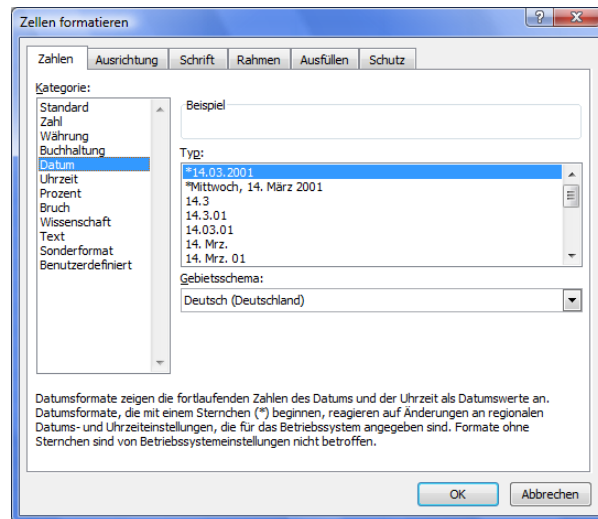 Zellen formatieren
Zahlen Ausrichtung Schrift Rahmen Ausfüllen Schutz
Kategorie:
Standard
Zahl
Währung
Buchhaltung
Datum
Uhrzeit
Prozent
Bruch
Wissenschaft
Text
Sonderformat
Benutzerdefiniert
Beispiel
Typ:
*14.03.2001
*Mittwoch, 14. März 2001
14.3
14.3.01
14.03.01
14. Mrz.
14. Mrz. 01
Gebietsschema:
Deutsch (Deutschland)
Datumsformate zeigen die fortlaufenden Zahlen des Datums und der Uhrzeit als Datumswerte an.
Datumsformate, die mit einem Sternchen (*) beginnen, reagieren auf Änderungen an regionalen
Datums- und Uhrzeiteinstellungen, die für das Betriebssystem angegeben sind. Formate ohne
Sternchen sind von Betriebssystemeinstellungen nicht betroffen.
OK Abbrechen